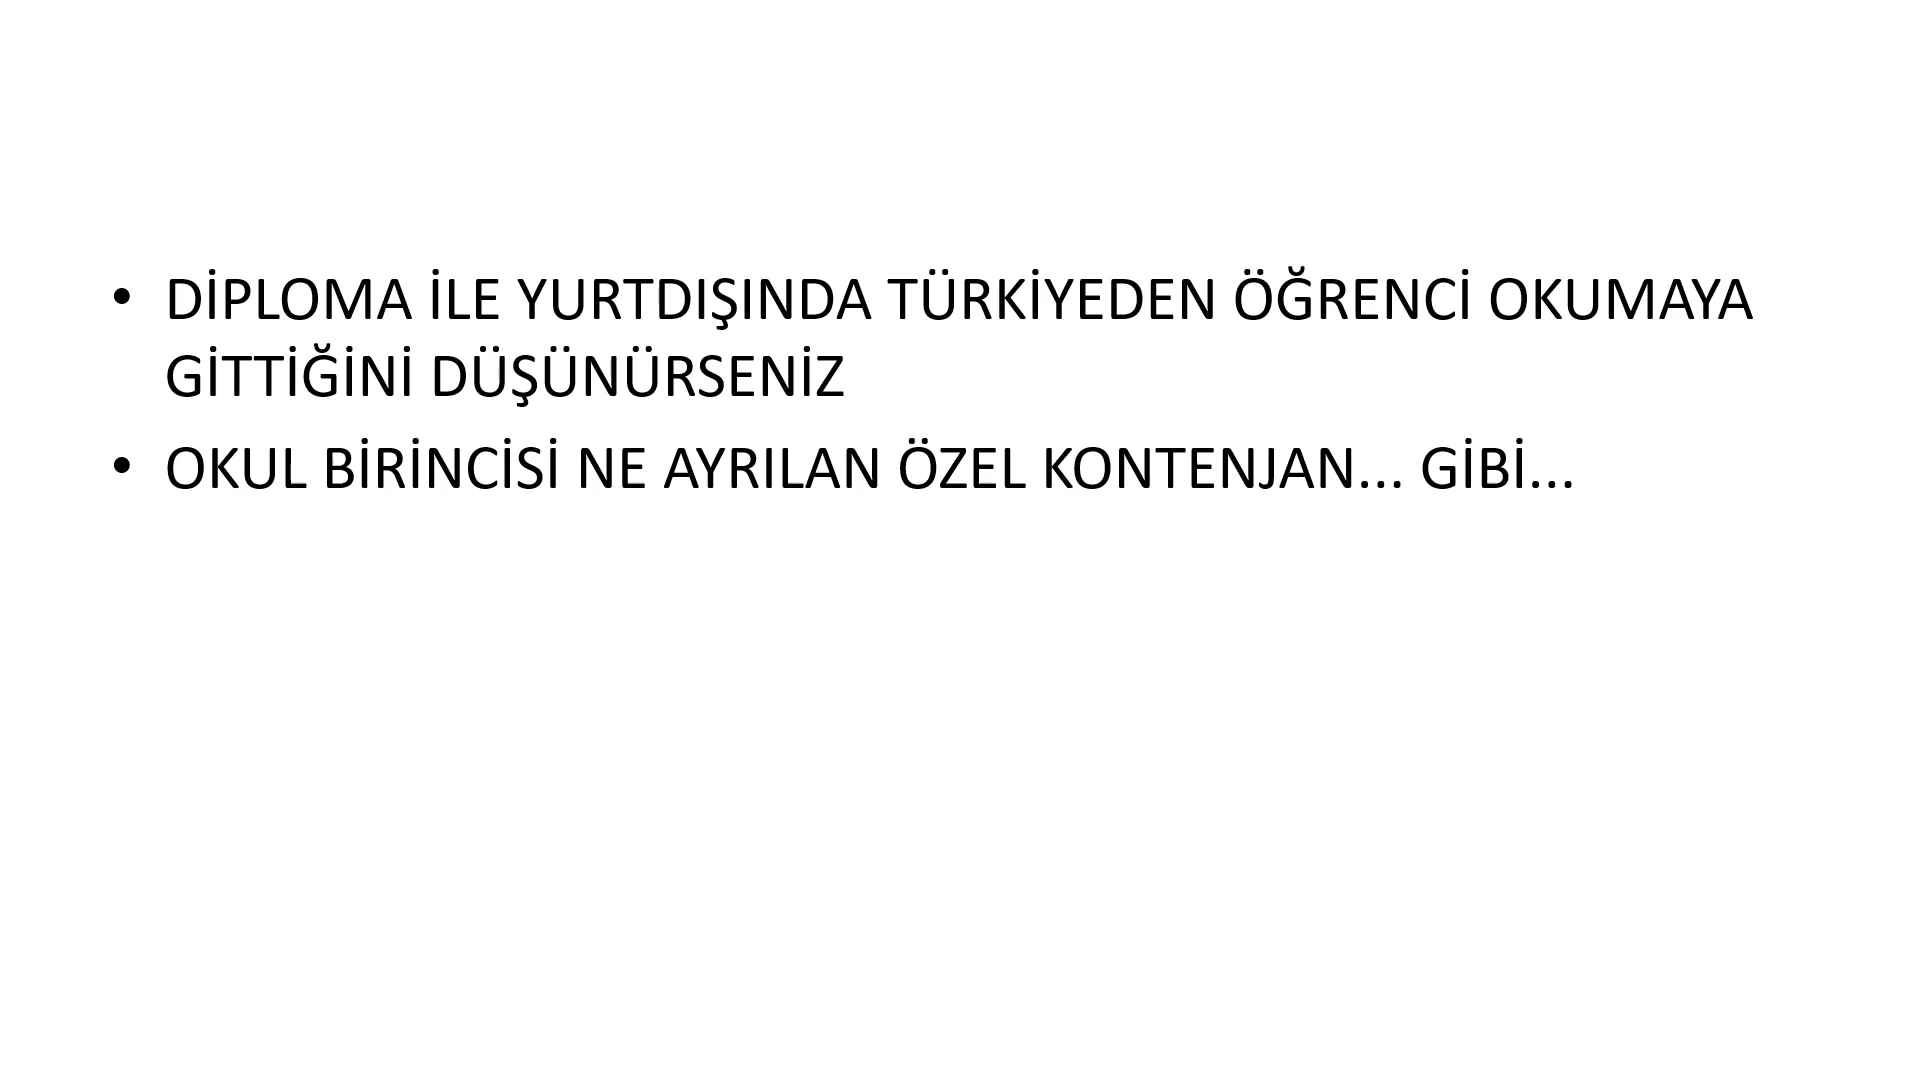 • DİPLOMA İLE YURTDIŞINDA TÜRKİYEDEN ÖĞRENCİ OKUMAYA
GİTTİĞİNİ DÜŞÜNÜRSENİZ
• OKUL BİRİNCİSİ NE AYRILAN ÖZEL KONTENJAN... GİBİ...